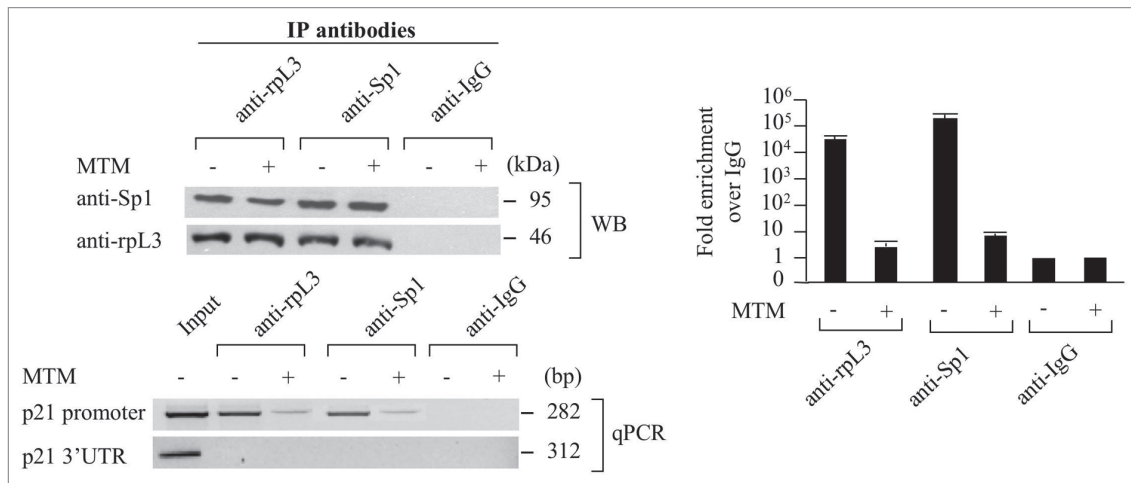 IP antibodies
anti-rpL3 anti-Sp1 anti-IgG
MTM - + - + - + (kDa)
anti-Sp1 - 95
anti-rpL3 - 46
WB
Input anti-rpL3 anti-Sp1 anti-IgG
MTM - - + - + - + (bp)
p21 promoter - 282
p21 3’UTR - 312
qPCR
Fold enrichment
over IgG
10⁶
10⁵
10⁴
10³
10²
10
1
0
MTM - + - + - +
anti-rpL3 anti-Sp1 anti-IgG